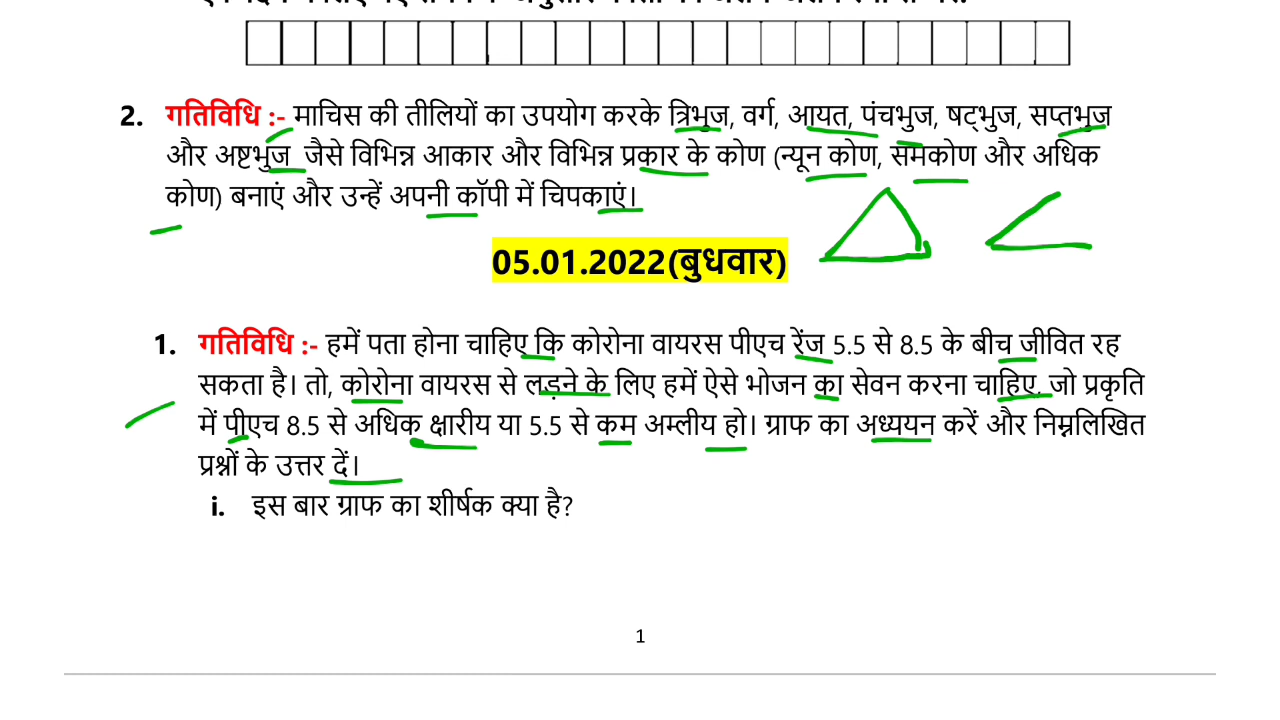 2. गतिविधि :- माचिस की तीलियों का उपयोग करके त्रिभुज, वर्ग, आयत, पंचभुज, षट्भुज, सप्तभुज
और अष्टभुज जैसे विभिन्न आकार और विभिन्न प्रकार के कोण (न्यून कोण, समकोण और अधिक
कोण) बनाएं और उन्हें अपनी कॉपी में चिपकाएं।
05.01.2022(बुधवार)
1. गतिविधि :- हमें पता होना चाहिए कि कोरोना वायरस पीएच रेंज 5.5 से 8.5 के बीच जीवित रह
सकता है। तो, कोरोना वायरस से लड़ने के लिए हमें ऐसे भोजन का सेवन करना चाहिए, जो प्रकृति
में पीएच 8.5 से अधिक क्षारीय या 5.5 से कम अम्लीय हो। ग्राफ का अध्ययन करें और निम्नलिखित
प्रश्नों के उत्तर दें।
i. इस बार ग्राफ का शीर्षक क्या है?
1